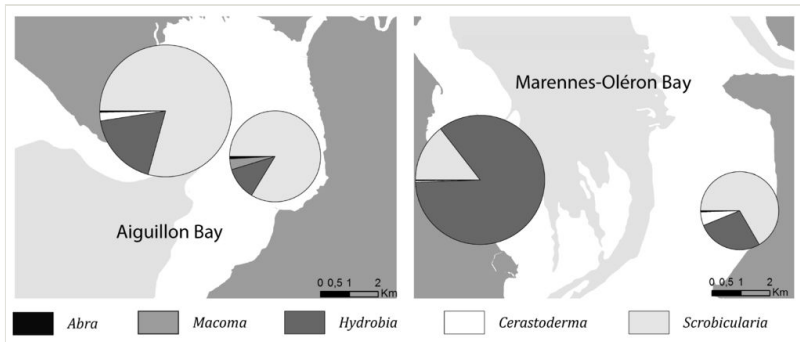 Marennes-Oléron Bay
Aiguillon Bay
0 0,5 1 2
Km
0 0,5 1 2
Km
Abra
Macoma
Hydrobia
Cerastoderma
Scrobicularia